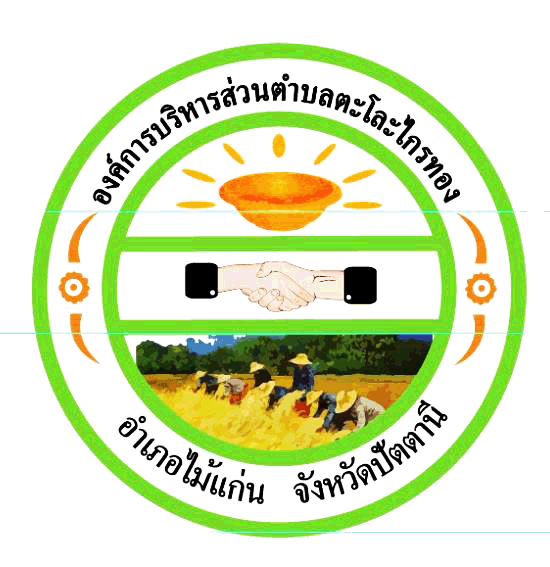 องค์การบริหารส่วนตำบลตะโละไกรทอง
อำเภอไม้แก่น จังหวัดปัตตานี